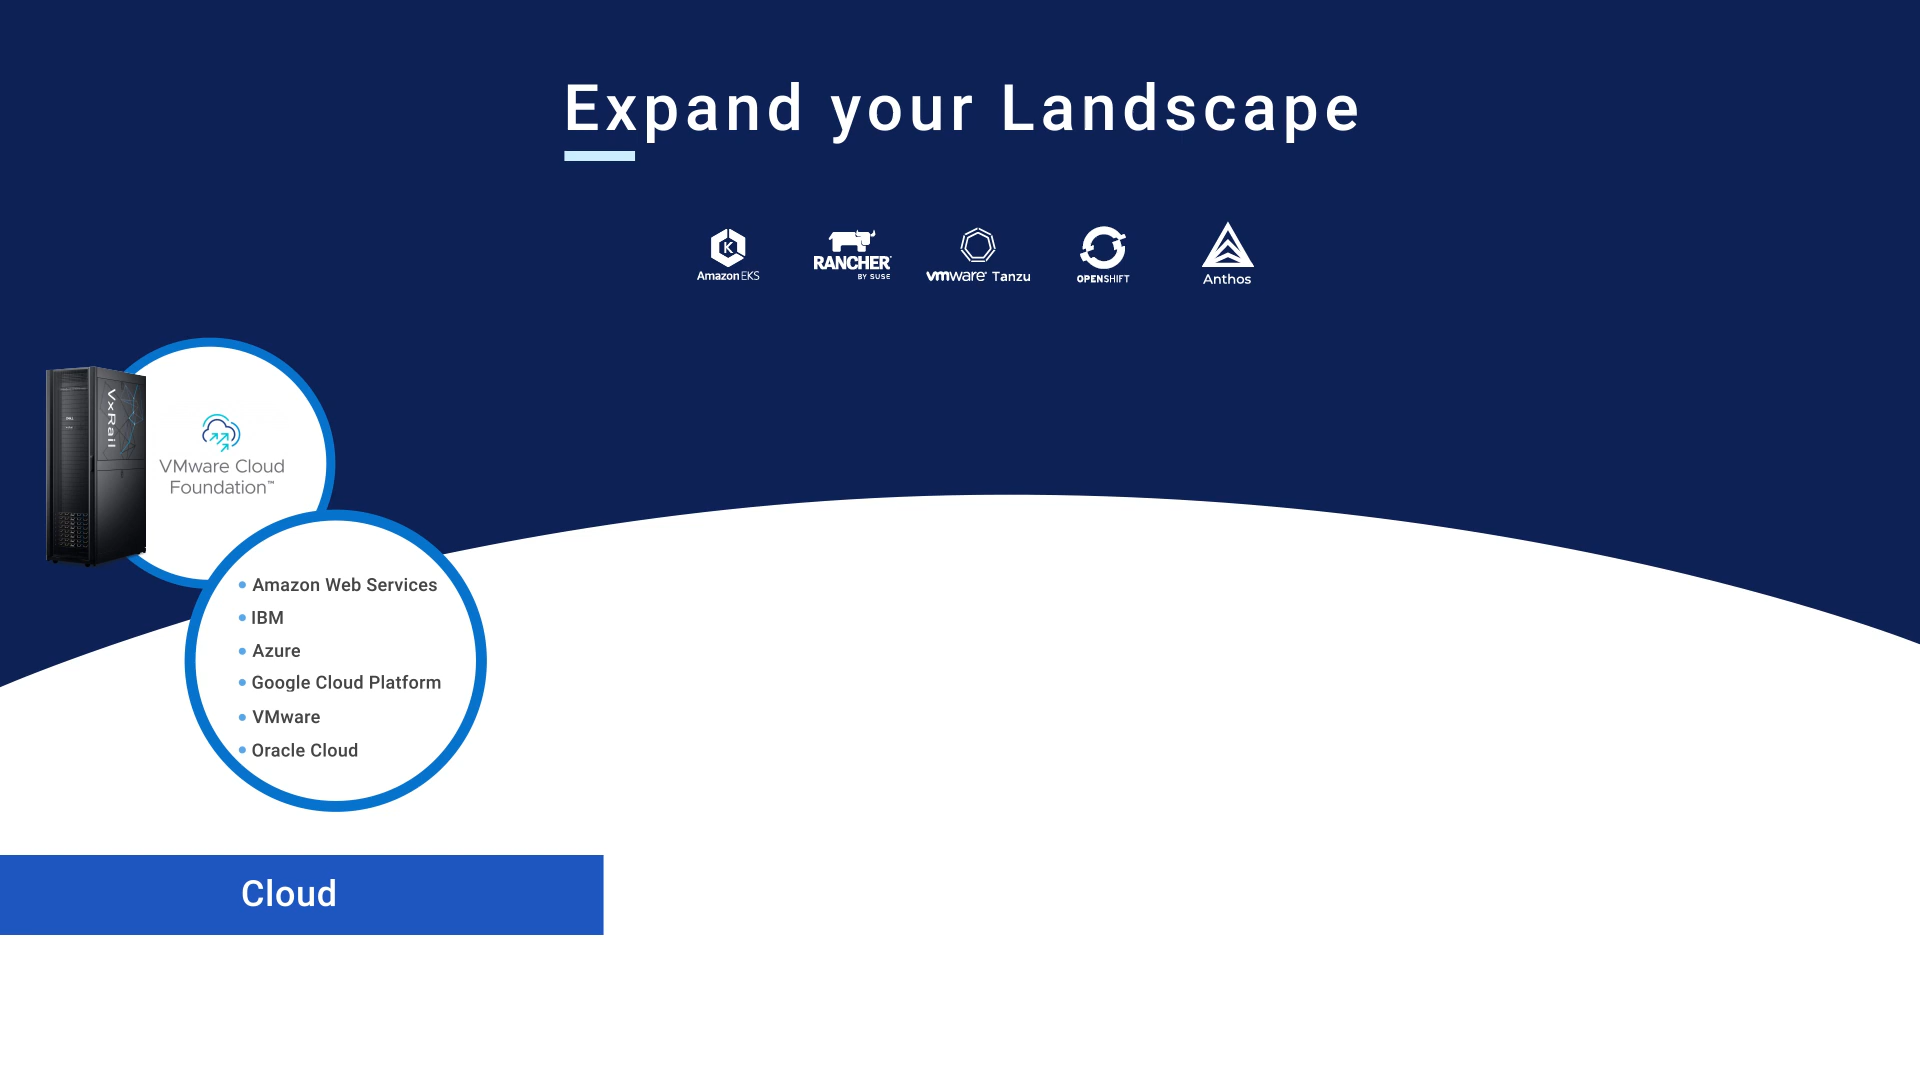 Expand your Landscape
Amazon EKS
RANCHER
BY SUSE
vmware® Tanzu
OPENSHIFT
Anthos
VxRail
VMware Cloud
Foundation™
Amazon Web Services
IBM
Azure
Google Cloud Platform
VMware
Oracle Cloud
Cloud